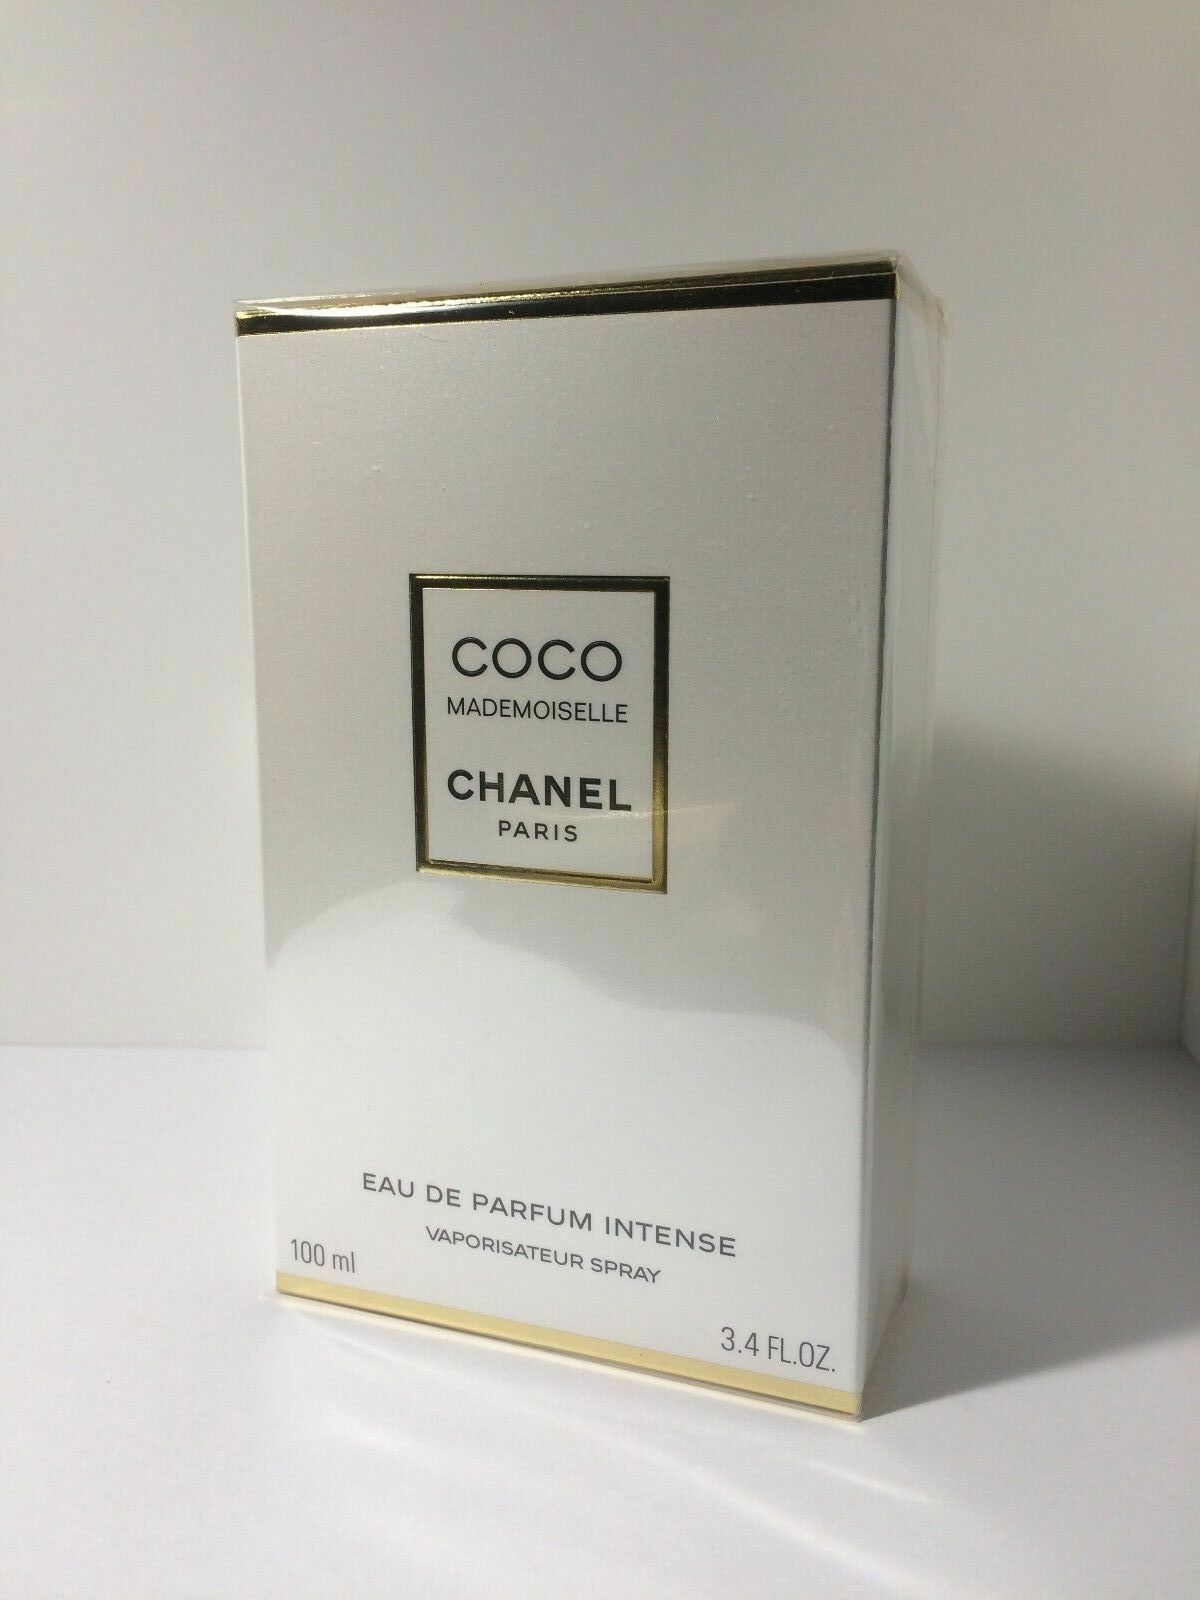 COCO
MADEMOISELLE
CHANEL
PARIS
EAU DE PARFUM INTENSE
VAPORISATEUR SPRAY
100 ml
3.4 FL.OZ.